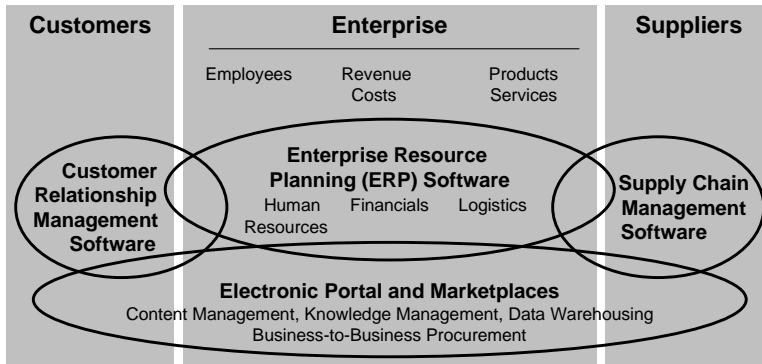 Customers
Enterprise
Suppliers
Employees
Revenue
Costs
Products
Services
Customer
Relationship
Management
Software
Enterprise Resource
Planning (ERP) Software
Human
Resources
Financials
Logistics
Supply Chain
Management
Software
Electronic Portal and Marketplaces
Content Management, Knowledge Management, Data Warehousing
Business-to-Business Procurement